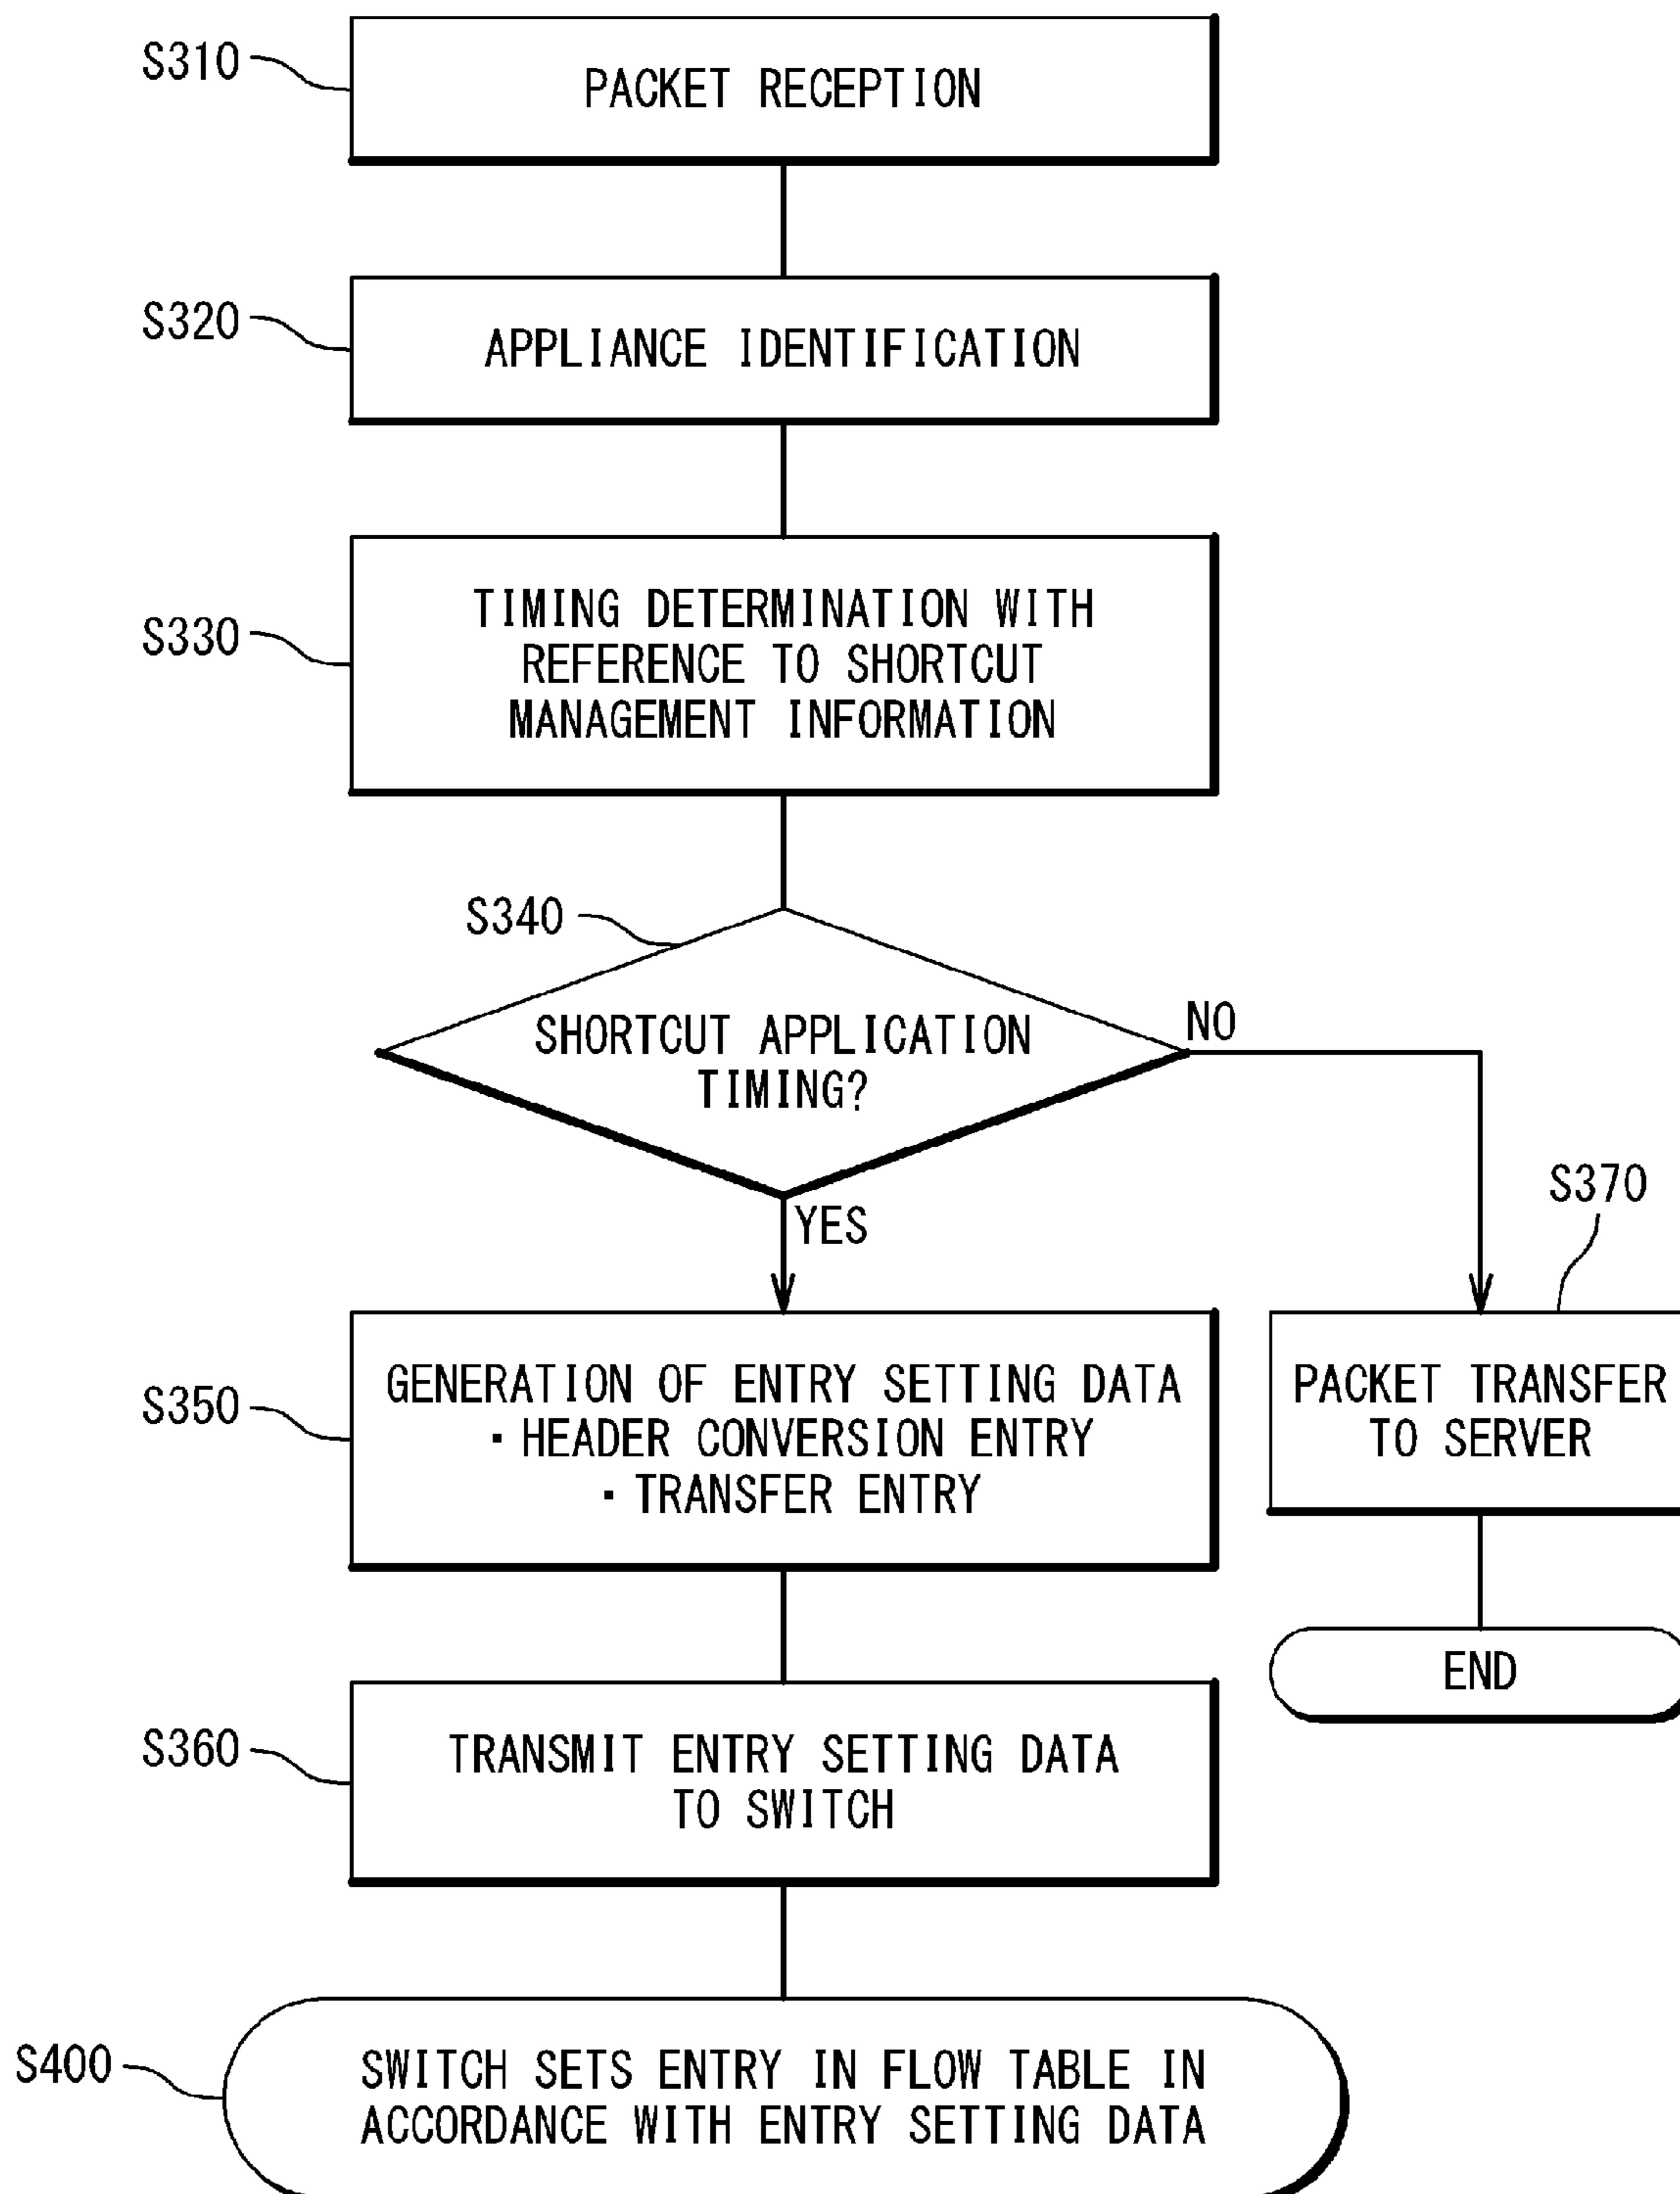 S310
PACKET RECEPTION
S320
APPLIANCE IDENTIFICATION
S330
TIMING DETERMINATION WITH
REFERENCE TO SHORTCUT
MANAGEMENT INFORMATION
S340
SHORTCUT APPLICATION
TIMING?
NO
YES
S370
S350
GENERATION OF ENTRY SETTING DATA
・HEADER CONVERSION ENTRY
・TRANSFER ENTRY
PACKET TRANSFER
TO SERVER
END
S360
TRANSMIT ENTRY SETTING DATA
TO SWITCH
S400
SWITCH SETS ENTRY IN FLOW TABLE IN
ACCORDANCE WITH ENTRY SETTING DATA